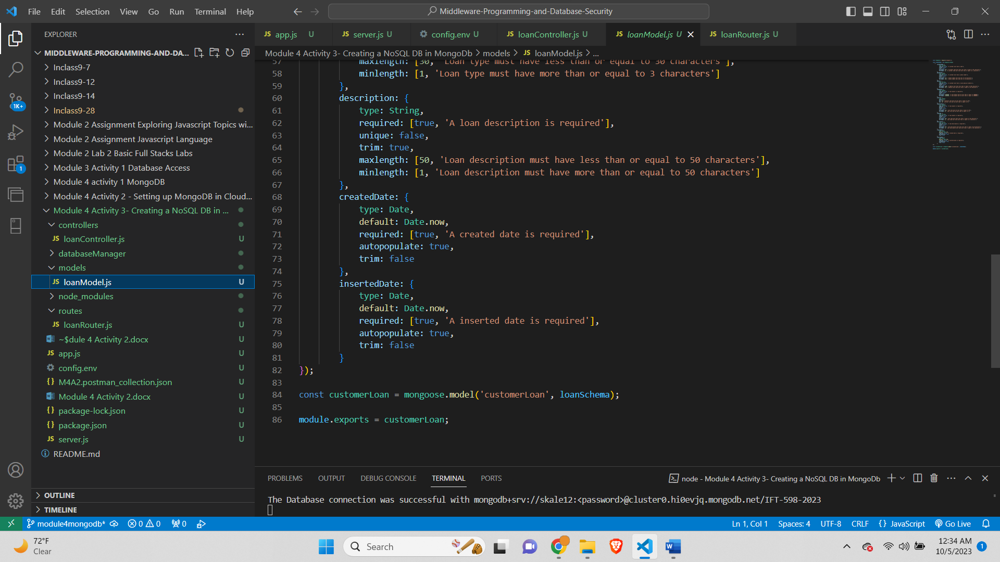 File Edit Selection View Go Run Terminal Help
Middleware-Programming-and-Database-Security
EXPLORER
MIDDLEWARE-PROGRAMMING-AND-DA...
Inclass9-7
Inclass9-12
Inclass9-14
Inclass9-28
Module 2 Assignment Exploring Javascript Topics wi...
Module 2 Assignment Javascript Language
Module 2 Lab 2 Basic Full Stacks Labs
Module 3 Activity 1 Database Access
Module 4 activity 1 MongoDB
Module 4 Activity 2 - Setting up MongoDB in Cloud...
Module 4 Activity 3- Creating a NoSQL DB in ...
controllers
JS loanController.js U
databaseManager
models
JS loanModel.js U
node_modules
routes
JS loanRouter.js U
~$dule 4 Activity 2.docx U
JS app.js U
config.env U
{} M4A2.postman_collection.json U
Module 4 Activity 2.docx U
{} package-lock.json U
{} package.json U
JS server.js U
README.md
OUTLINE
TIMELINE
1K+
1
JS app.js U JS server.js U config.env U JS loanController.js U JS loanModel.js U JS loanRouter.js U
Module 4 Activity 3- Creating a NoSQL DB in MongoDb > models > JS loanModel.js > ...
57 maxlength: [30, 'Loan type must have less than or equal to 30 characters'],
58 minlength: [1, 'Loan type must have more than or equal to 3 characters']
59 },
60 description: {
61 type: String,
62 required: [true, 'A loan description is required'],
63 unique: false,
64 trim: true,
65 maxlength: [50, 'Loan description must have less than or equal to 50 characters'],
66 minlength: [1, 'Loan description must have more than or equal to 50 characters']
67 },
68 createdDate: {
69 type: Date,
70 default: Date.now,
71 required: [true, 'A created date is required'],
72 autopopulate: true,
73 trim: false
74 },
75 insertedDate: {
76 type: Date,
77 default: Date.now,
78 required: [true, 'A inserted date is required'],
79 autopopulate: true,
80 trim: false
81 }
82 });
83
84 const customerLoan = mongoose.model('customerLoan', loanSchema);
85
86 module.exports = customerLoan;
PROBLEMS OUTPUT DEBUG CONSOLE TERMINAL PORTS
node - Module 4 Activity 3- Creating a NoSQL DB in MongoDb
The Database connection was successful with mongodb+srv://skale12:<password>@cluster0.hi0evjq.mongodb.net/IFT-598-2023
module4mongodb* 0 0 0 Ln 1, Col 1 Spaces: 4 UTF-8 CRLF {} JavaScript Go Live
72°F
Clear
Search
12:34 AM
10/5/2023
1